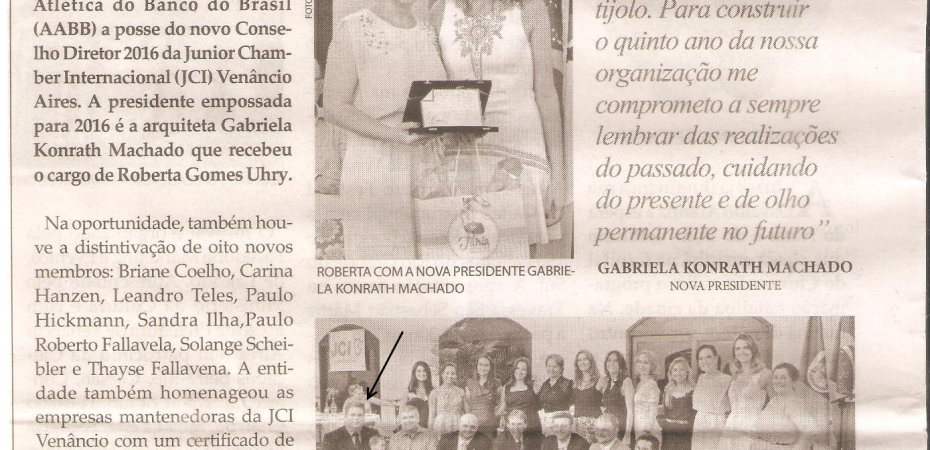 Atlética do Banco do Brasil
(AABB) a posse do novo Conse-
lho Diretor 2016 da Junior Cham-
ber Internacional (JCI) Venâncio
Aires. A presidente empossada
para 2016 é a arquiteta Gabriela
Konrath Machado que recebeu
o cargo de Roberta Gomes Uhry.
Na oportunidade, também hou-
ve a distintivação de oito novos
membros: Briane Coelho, Carina
Hanzen, Leandro Teles, Paulo
Hickmann, Sandra Ilha,Paulo
Roberto Fallavela, Solange Schei-
bler e Thayse Fallavena. A enti-
dade também homenageou as
empresas mantenedoras da JCI
Venâncio com um certificado de
ROBERTA COM A NOVA PRESIDENTE GABRIE-
LA KONRATH MACHADO
tijolo. Para construir
o quinto ano da nossa
organização me
comprometo a sempre
lembrar das realizações
do passado, cuidando
do presente e de olho
permanente no futuro”
GABRIELA KONRATH MACHADO
NOVA PRESIDENTE
JCI